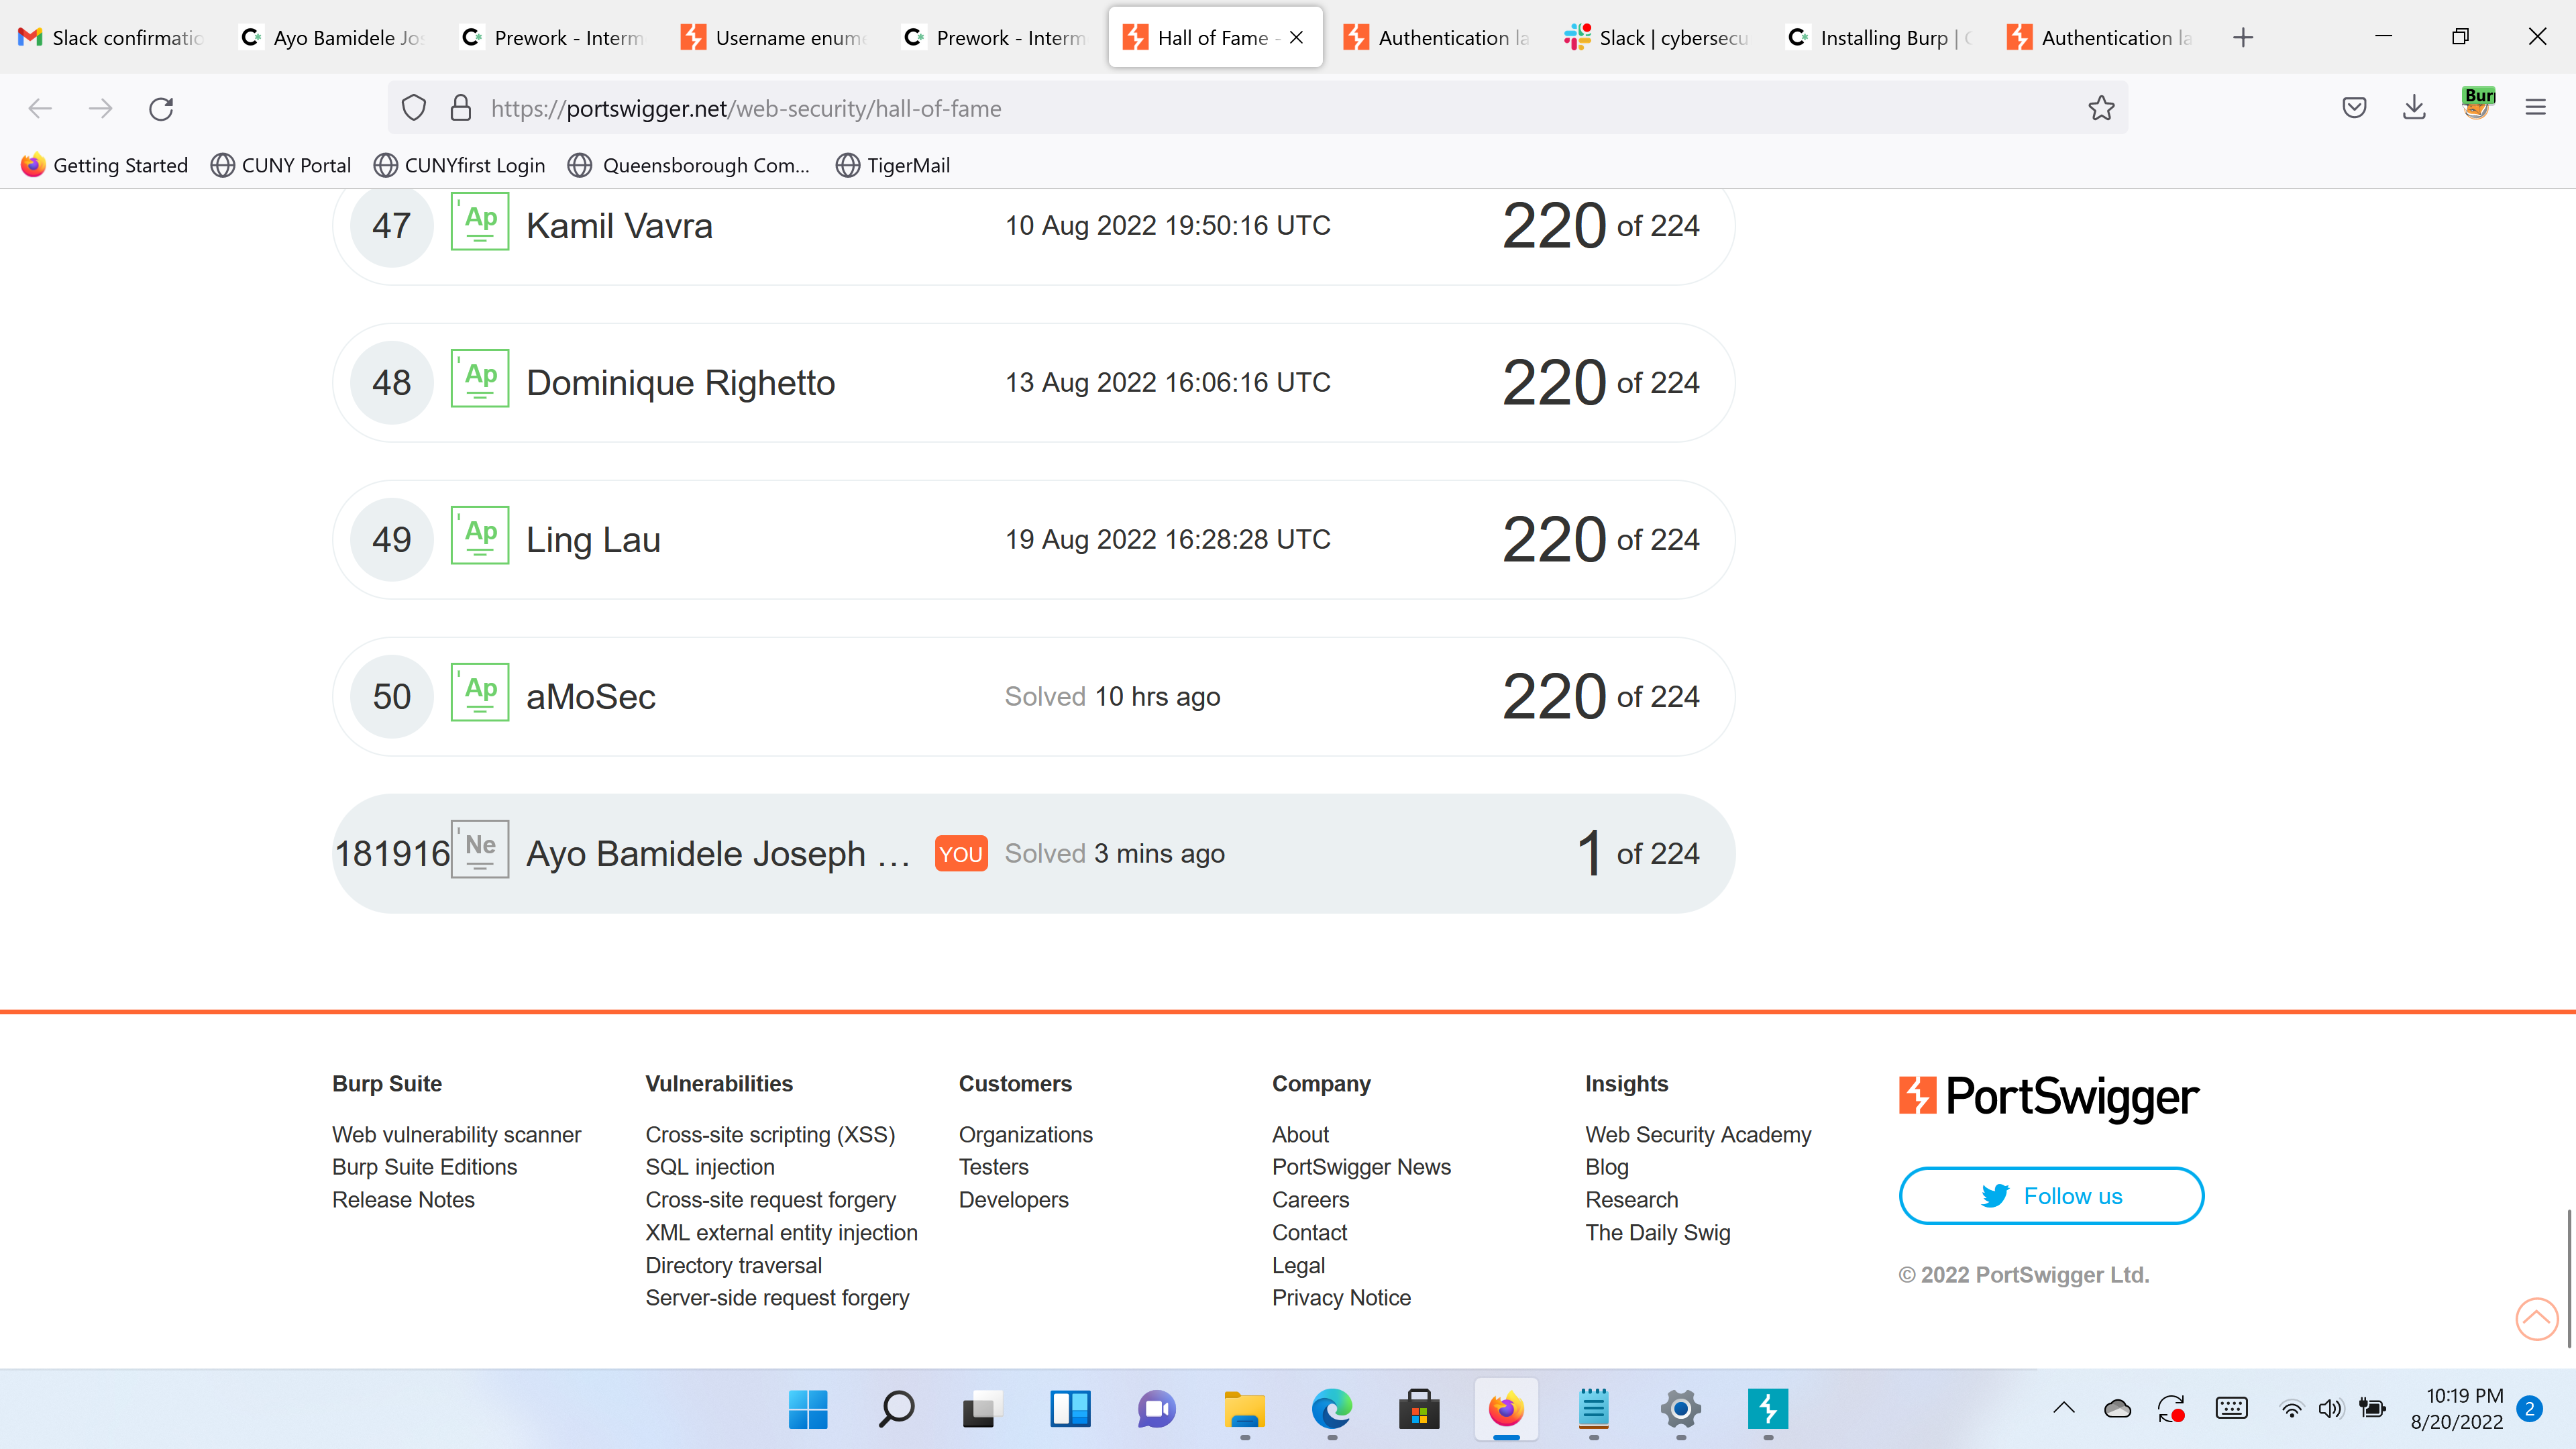 Slack confirmatio
Ayo Bamidele Jos
Prework - Interm
Username enume
Prework - Interm
Hall of Fame -
Authentication la
Slack | cybersecu
Installing Burp | C
Authentication la
https://portswigger.net/web-security/hall-of-fame
Bur
Getting Started CUNY Portal CUNYfirst Login Queensborough Com... TigerMail
47 Ap Kamil Vavra 10 Aug 2022 19:50:16 UTC 220 of 224
48 Ap Dominique Righetto 13 Aug 2022 16:06:16 UTC 220 of 224
49 Ap Ling Lau 19 Aug 2022 16:28:28 UTC 220 of 224
50 Ap aMoSec Solved 10 hrs ago 220 of 224
181916 Ne Ayo Bamidele Joseph ... YOU Solved 3 mins ago 1 of 224
Burp Suite
Web vulnerability scanner
Burp Suite Editions
Release Notes
Vulnerabilities
Cross-site scripting (XSS)
SQL injection
Cross-site request forgery
XML external entity injection
Directory traversal
Server-side request forgery
Customers
Organizations
Testers
Developers
Company
About
PortSwigger News
Careers
Contact
Legal
Privacy Notice
Insights
Web Security Academy
Blog
Research
The Daily Swig
PortSwigger
Follow us
© 2022 PortSwigger Ltd.
10:19 PM
8/20/2022
2